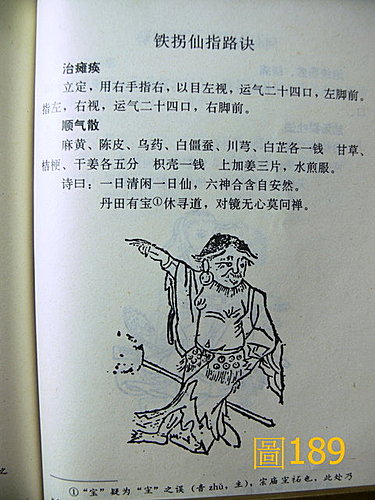 铁拐仙指路诀
治瘫痪
立定，用右手指右，以目左视，运气二十四口，左脚前。
指左，右视，运气二十四口，右脚前。
顺气散
麻黄、陈皮、乌药、白僵蚕、川芎、白芷各一钱　甘草、
桔梗、干姜各五分　枳壳一钱　上加姜三片，水煎服。
诗曰：一日清闲一日仙，六神合含自安然。
丹田有宝①休寻道，对镜无心莫问禅。
圖189
①“宝”疑为“宔”之误（音zhǔ，主），宗庙宔祏也，此处乃